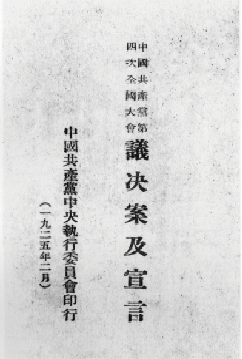 中國共產黨第
四次全國大會
議决案及宣言
中國共產黨中央執行委員會印行
（一九二五年二月）